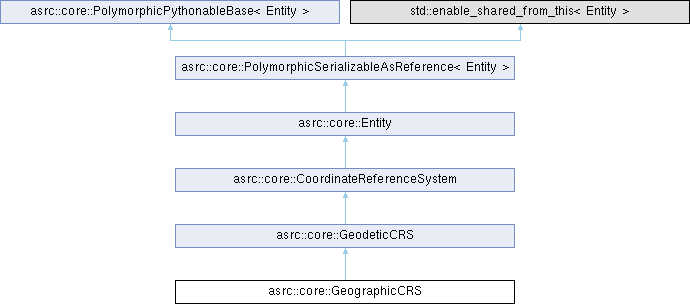 asrc::core::PolymorphicPythonableBase< Entity >
std::enable_shared_from_this< Entity >
asrc::core::PolymorphicSerializableAsReference< Entity >
asrc::core::Entity
asrc::core::CoordinateReferenceSystem
asrc::core::GeodeticCRS
asrc::core::GeographicCRS